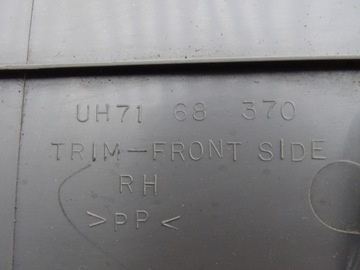 UH71 68 370
TRIM-FRONT SIDE
RH
>PP<